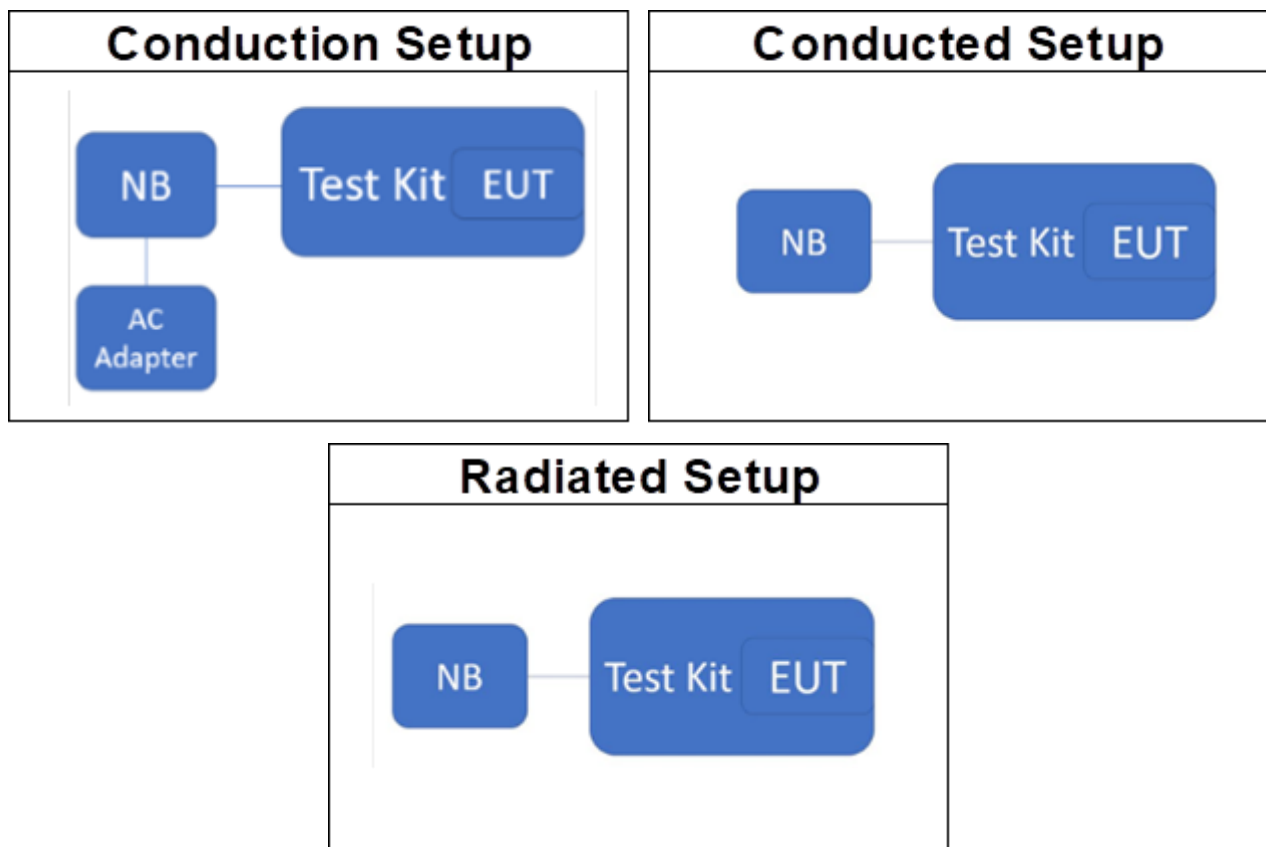 Conduction Setup
NB
Test Kit
EUT
AC
Adapter
Conducted Setup
NB
Test Kit
EUT
Radiated Setup
NB
Test Kit
EUT